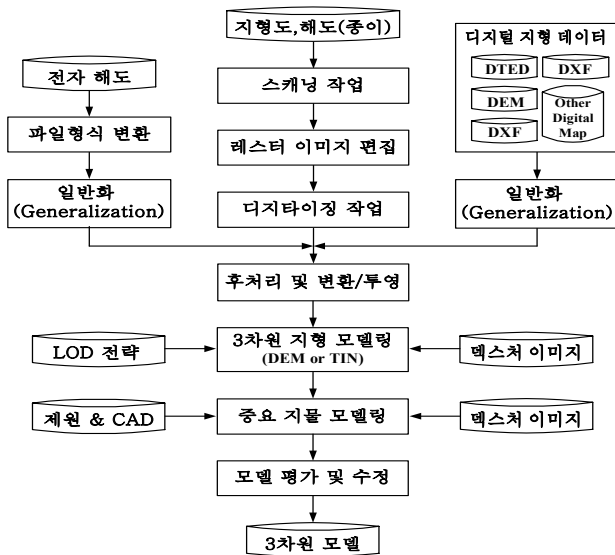 지형도,해도(종이)
디지털 지형 데이터
DTED
DXF
DEM
Other
Digital
Map
DXF
전자 해도
스캐닝 작업
파일형식 변환
레스터 이미지 편집
일반화
(Generalization)
디지타이징 작업
일반화
(Generalization)
후처리 및 변환/투영
LOD 전략
3차원 지형 모델링
(DEM or TIN)
텍스처 이미지
제원 & CAD
중요 지물 모델링
텍스처 이미지
모델 평가 및 수정
3차원 모델